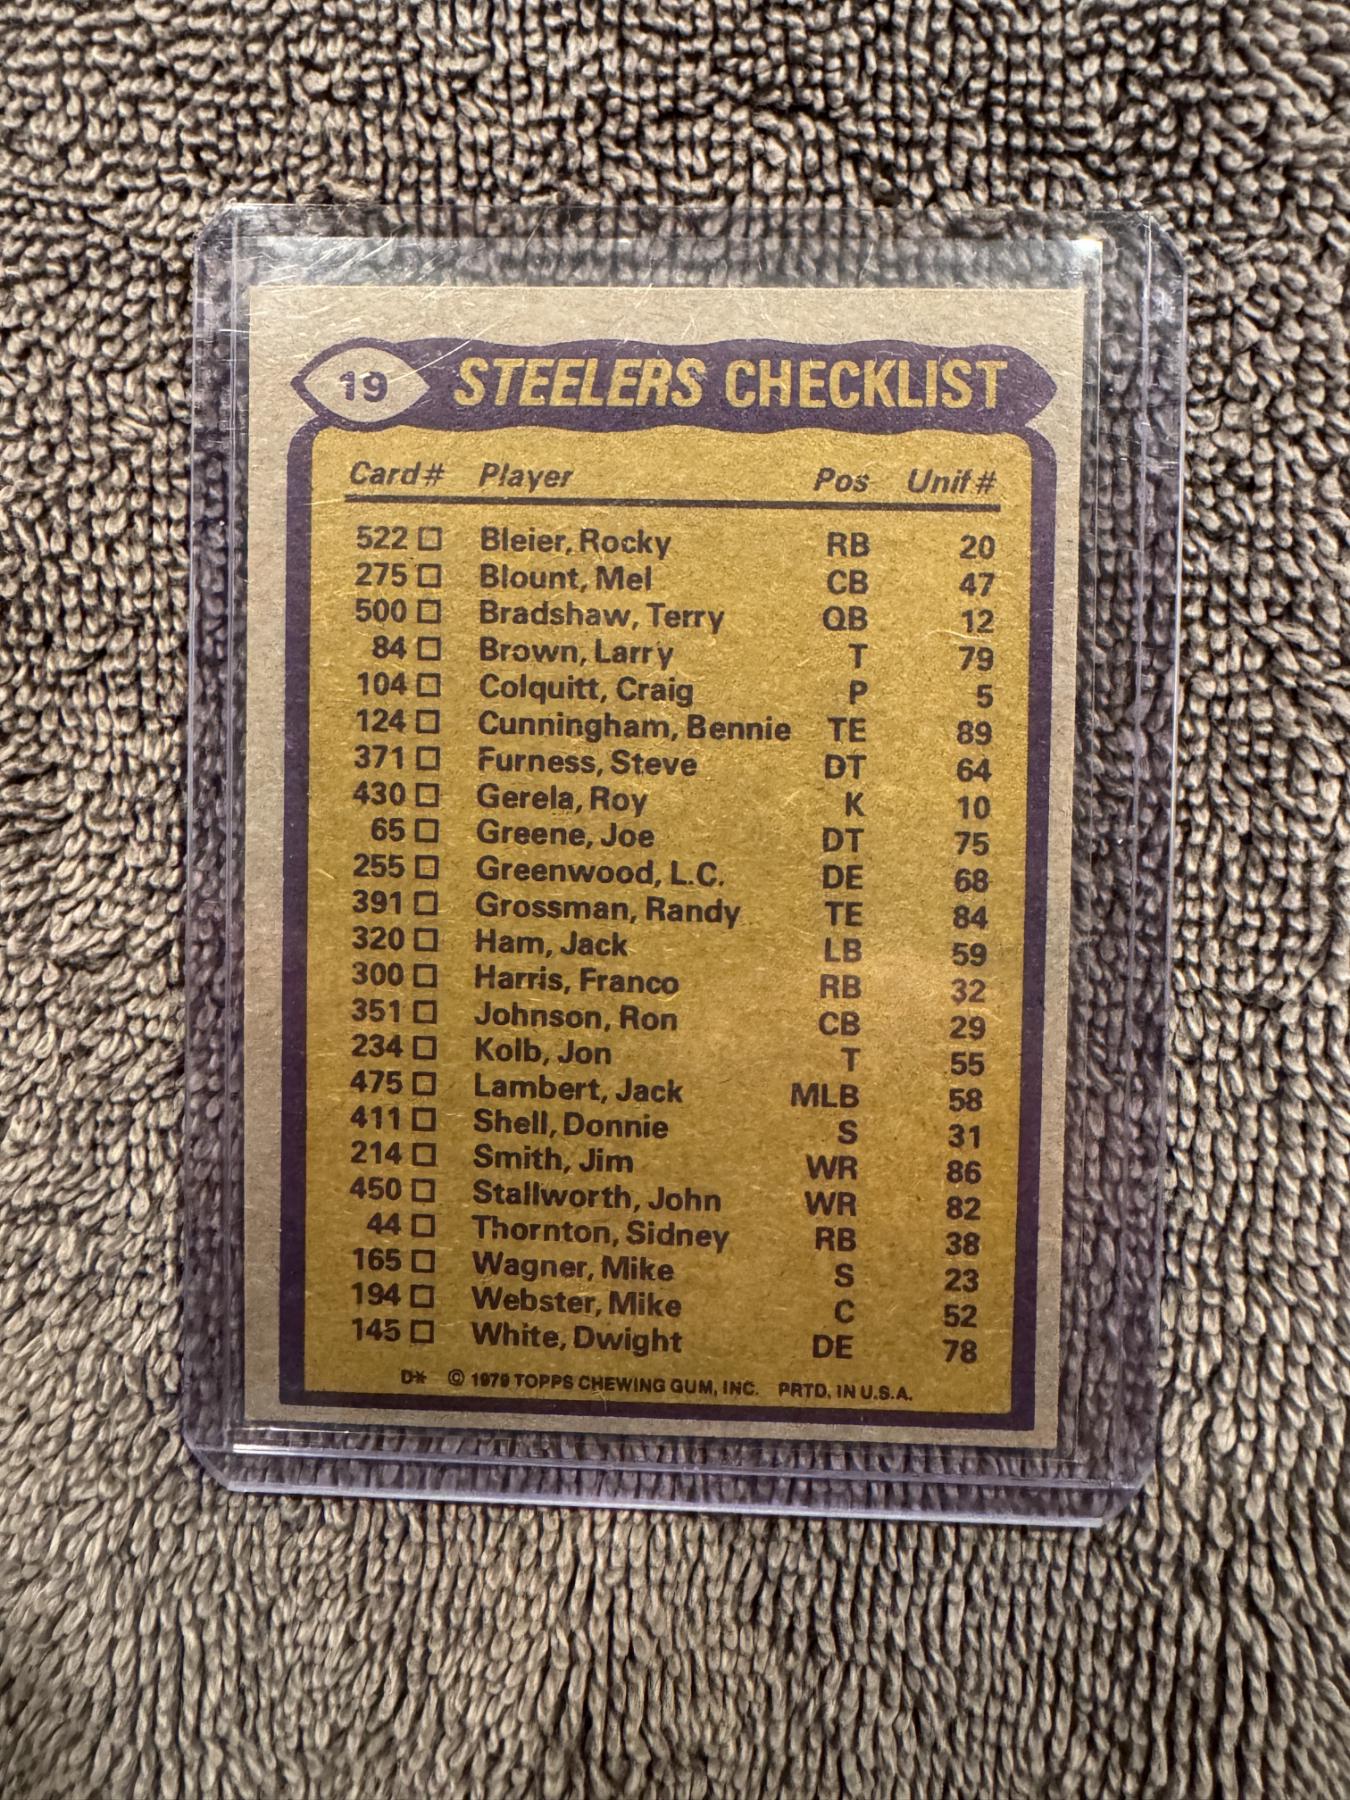 19 STEELERS CHECKLIST
Card# Player Pos Unif #
522 □ Bleier, Rocky RB 20
275 □ Blount, Mel CB 47
500 □ Bradshaw, Terry QB 12
84 □ Brown, Larry T 79
104 □ Colquitt, Craig P 5
124 □ Cunningham, Bennie TE 89
371 □ Furness, Steve DT 64
430 □ Gerela, Roy K 10
65 □ Greene, Joe DT 75
255 □ Greenwood, L.C. DE 68
391 □ Grossman, Randy TE 84
320 □ Ham, Jack LB 59
300 □ Harris, Franco RB 32
351 □ Johnson, Ron CB 29
234 □ Kolb, Jon T 55
475 □ Lambert, Jack MLB 58
411 □ Shell, Donnie S 31
214 □ Smith, Jim WR 86
450 □ Stallworth, John WR 82
44 □ Thornton, Sidney RB 38
165 □ Wagner, Mike S 23
194 □ Webster, Mike C 52
145 □ White, Dwight DE 78
D* © 1979 TOPPS CHEWING GUM, INC. PRTD. IN U.S.A.